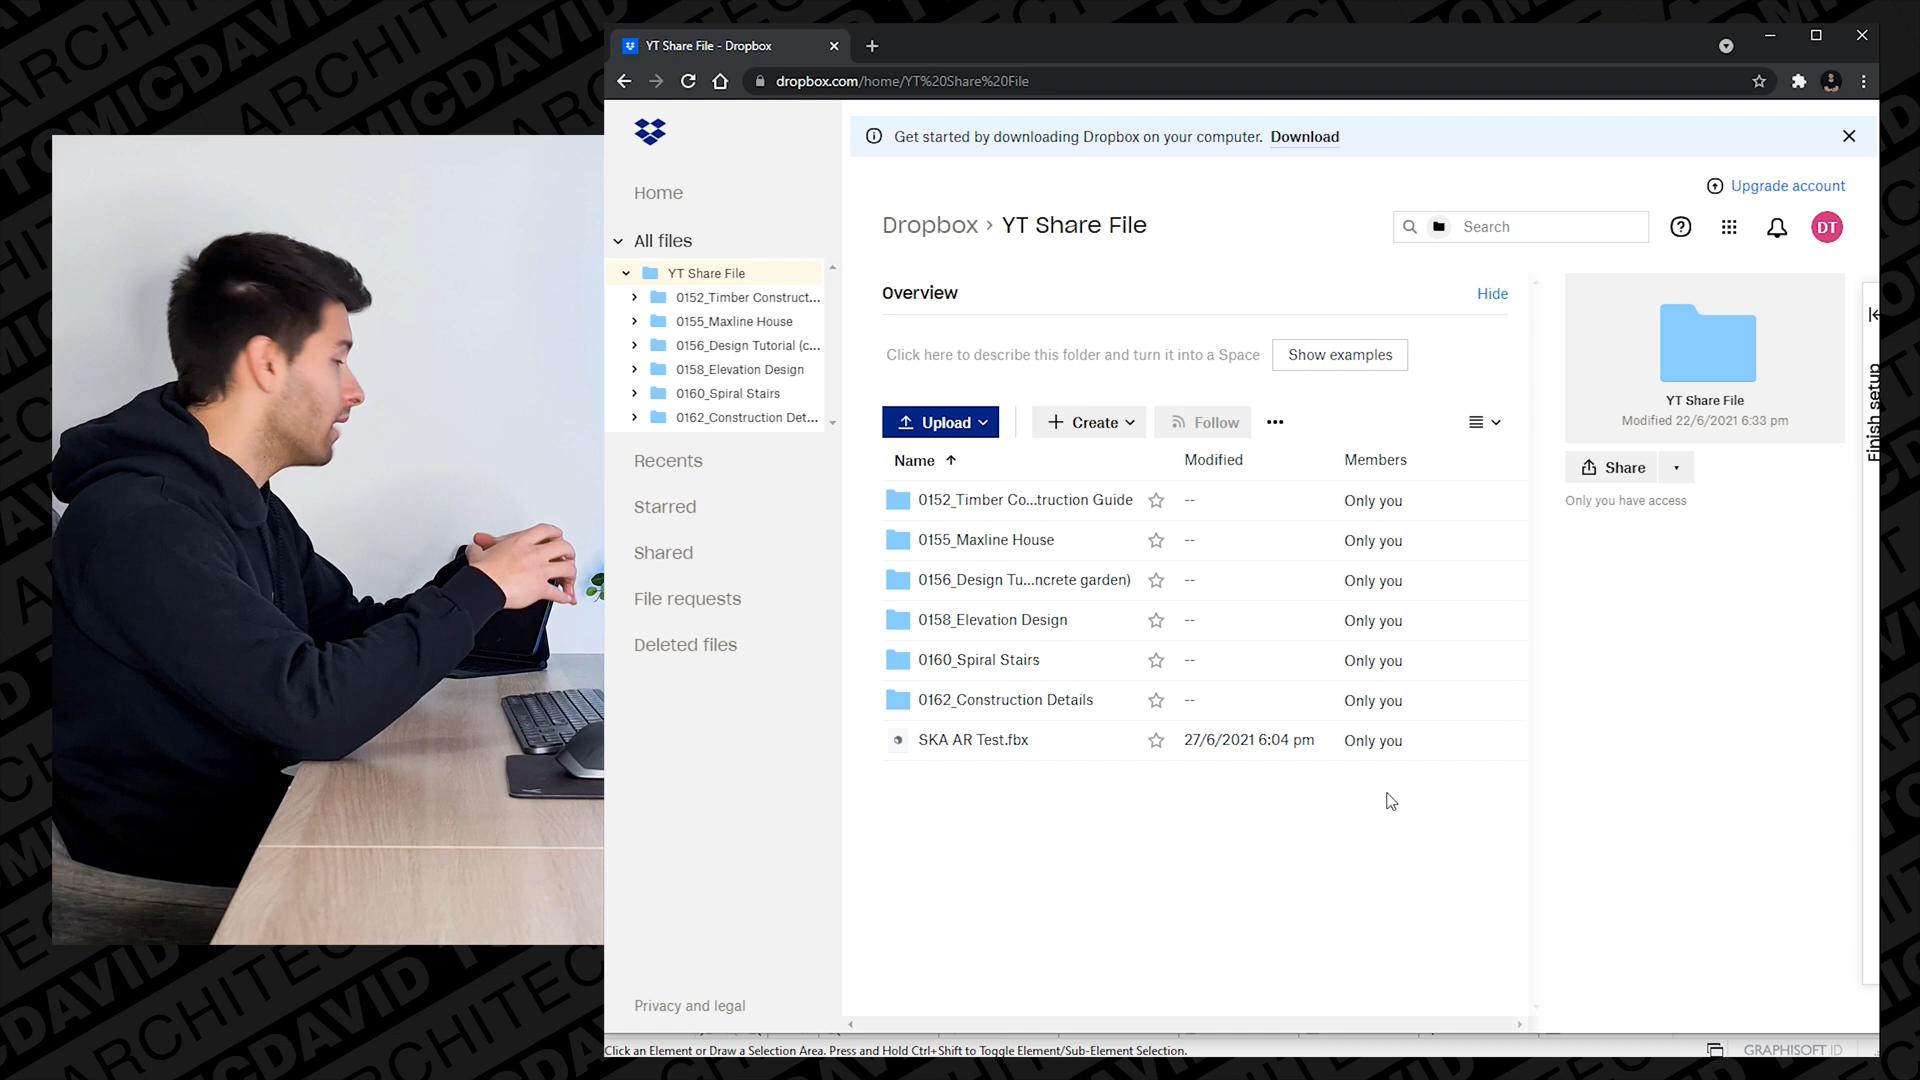 YT Share File - Dropbox
dropbox.com/home/YT%20Share%20File
Get started by downloading Dropbox on your computer. Download
Upgrade account
Home
Dropbox › YT Share File
Search
DT
All files
YT Share File
0152_Timber Construct...
0155_Maxline House
0156_Design Tutorial (c...
0158_Elevation Design
0160_Spiral Stairs
0162_Construction Det...
Recents
Starred
Shared
File requests
Deleted files
Privacy and legal
Overview
Hide
Click here to describe this folder and turn it into a Space
Show examples
Upload
Create
Follow
Name Modified Members
0152_Timber Co...truction Guide -- Only you
0155_Maxline House -- Only you
0156_Design Tu...ncrete garden) -- Only you
0158_Elevation Design -- Only you
0160_Spiral Stairs -- Only you
0162_Construction Details -- Only you
SKA AR Test.fbx 27/6/2021 6:04 pm Only you
YT Share File
Modified 22/6/2021 6:33 pm
Share
Only you have access
Finish setup
Click an Element or Draw a Selection Area. Press and Hold Ctrl+Shift to Toggle Element/Sub-Element Selection.
GRAPHISOFT ID